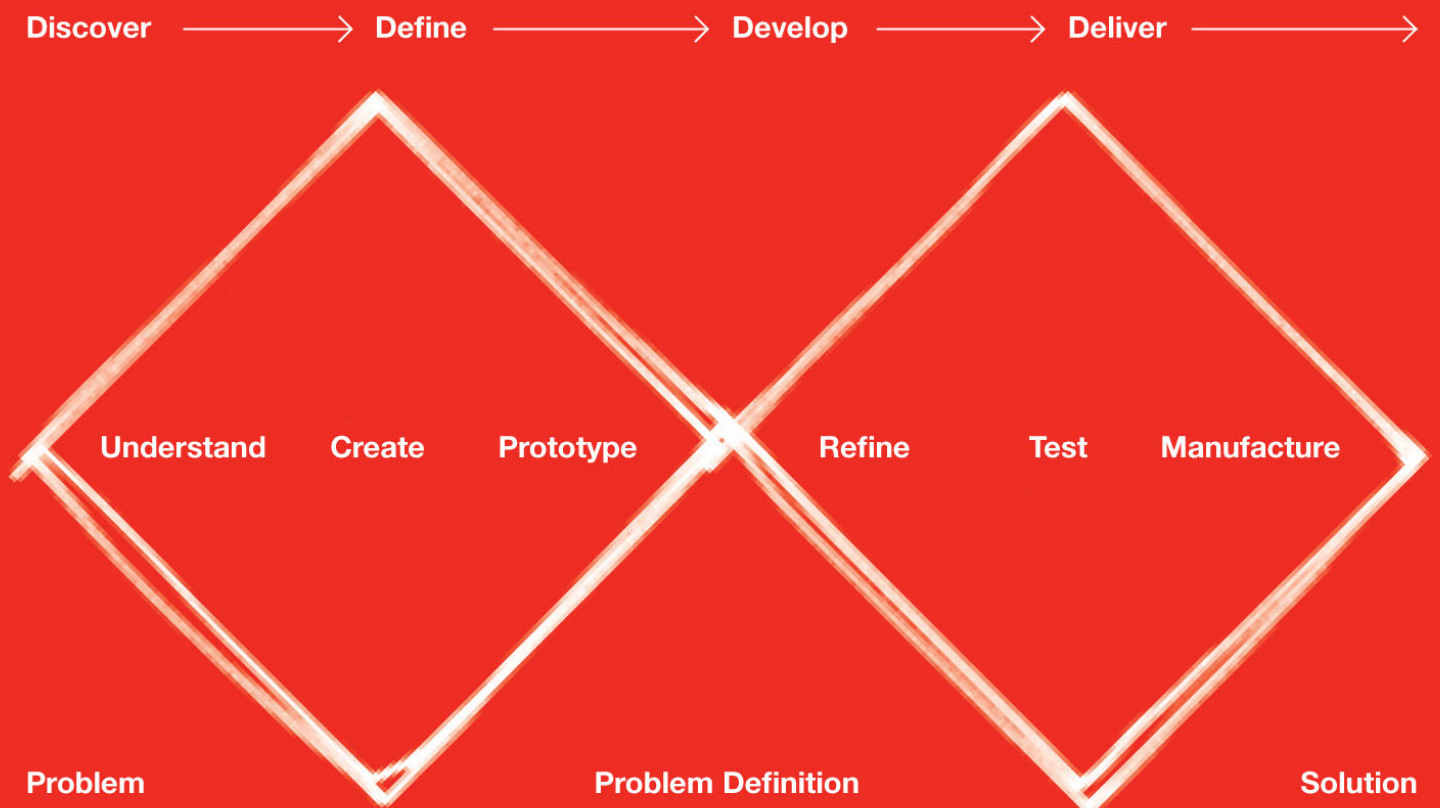 Discover Define Develop Deliver
Understand Create Prototype Refine Test Manufacture
Problem Problem Definition Solution